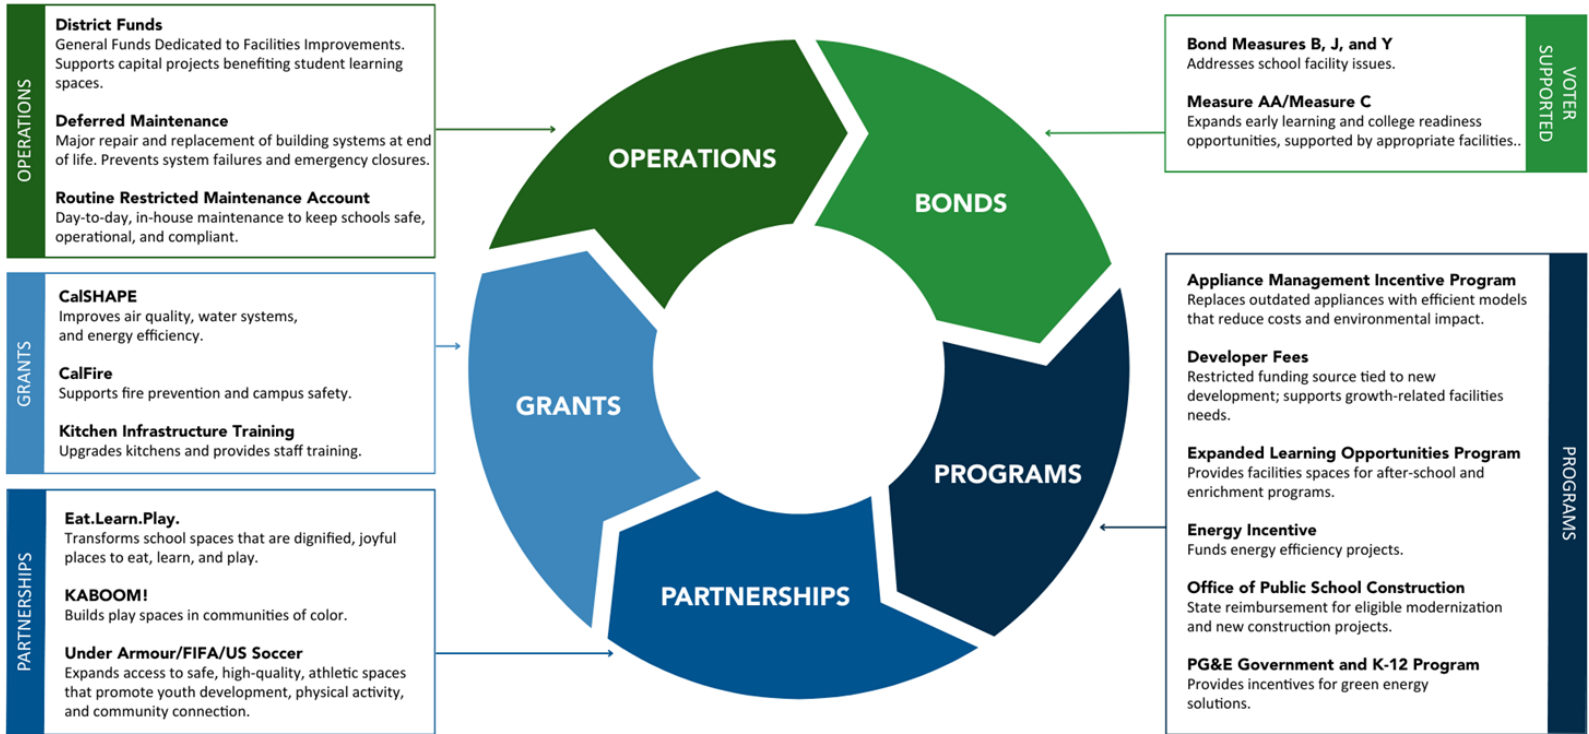 OPERATIONS
District Funds
General Funds Dedicated to Facilities Improvements.
Supports capital projects benefiting student learning
spaces.
Deferred Maintenance
Major repair and replacement of building systems at end
of life. Prevents system failures and emergency closures.
Routine Restricted Maintenance Account
Day-to-day, in-house maintenance to keep schools safe,
operational, and compliant.
GRANTS
CalSHAPE
Improves air quality, water systems,
and energy efficiency.
CalFire
Supports fire prevention and campus safety.
Kitchen Infrastructure Training
Upgrades kitchens and provides staff training.
PARTNERSHIPS
Eat.Learn.Play.
Transforms school spaces that are dignified, joyful
places to eat, learn, and play.
KABOOM!
Builds play spaces in communities of color.
Under Armour/FIFA/US Soccer
Expands access to safe, high-quality, athletic spaces
that promote youth development, physical activity,
and community connection.
OPERATIONS
BONDS
GRANTS
PROGRAMS
PARTNERSHIPS
VOTER
SUPPORTED
Bond Measures B, J, and Y
Addresses school facility issues.
Measure AA/Measure C
Expands early learning and college readiness
opportunities, supported by appropriate facilities..
PROGRAMS
Appliance Management Incentive Program
Replaces outdated appliances with efficient models
that reduce costs and environmental impact.
Developer Fees
Restricted funding source tied to new
development; supports growth-related facilities
needs.
Expanded Learning Opportunities Program
Provides facilities spaces for after-school and
enrichment programs.
Energy Incentive
Funds energy efficiency projects.
Office of Public School Construction
State reimbursement for eligible modernization
and new construction projects.
PG&E Government and K-12 Program
Provides incentives for green energy
solutions.